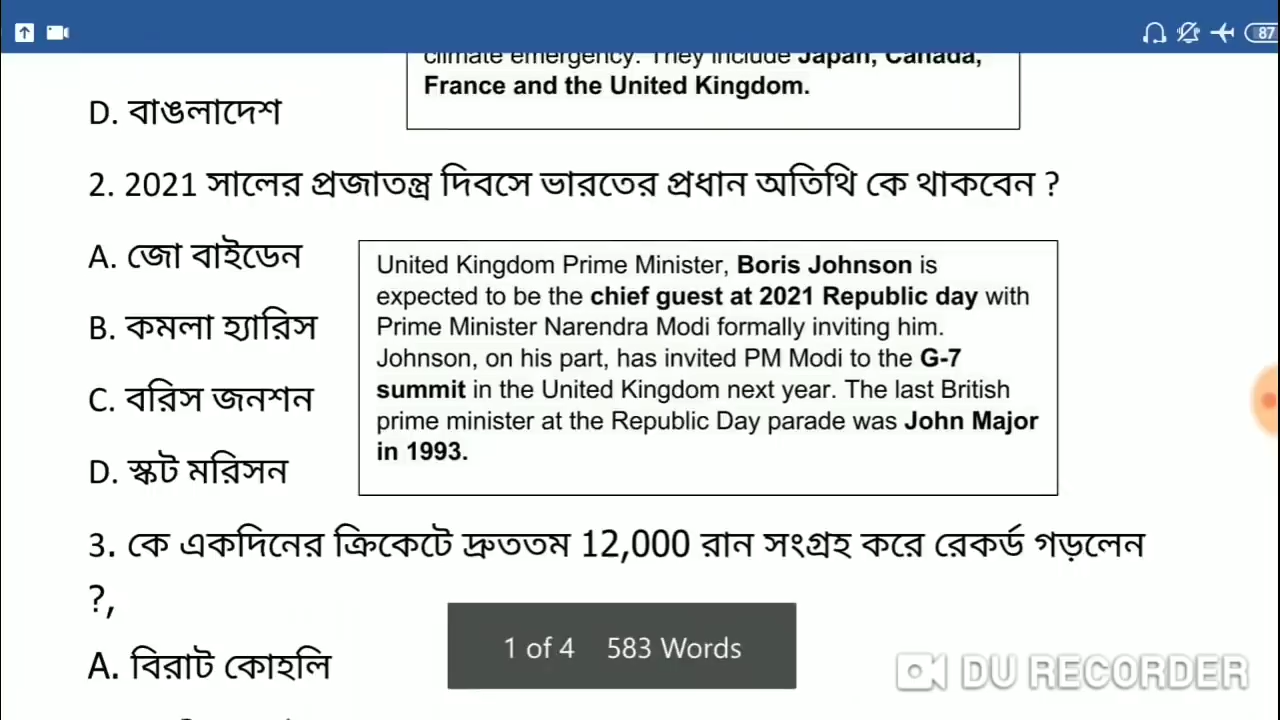 87
climate emergency. They include Japan, Canada,
France and the United Kingdom.
D. বাঙলাদেশ
2. 2021 সালের প্রজাতন্ত্র দিবসে ভারতের প্রধান অতিথি কে থাকবেন ?
A. জো বাইডেন
B. কমলা হ্যারিস
C. বরিস জনশন
D. স্কট মরিসন
United Kingdom Prime Minister, Boris Johnson is
expected to be the chief guest at 2021 Republic day with
Prime Minister Narendra Modi formally inviting him.
Johnson, on his part, has invited PM Modi to the G-7
summit in the United Kingdom next year. The last British
prime minister at the Republic Day parade was John Major
in 1993.
3. কে একদিনের ক্রিকেটে দ্রুততম 12,000 রান সংগ্রহ করে রেকর্ড গড়লেন
?,
A. বিরাট কোহলি
1 of 4 583 Words
DU RECORDER